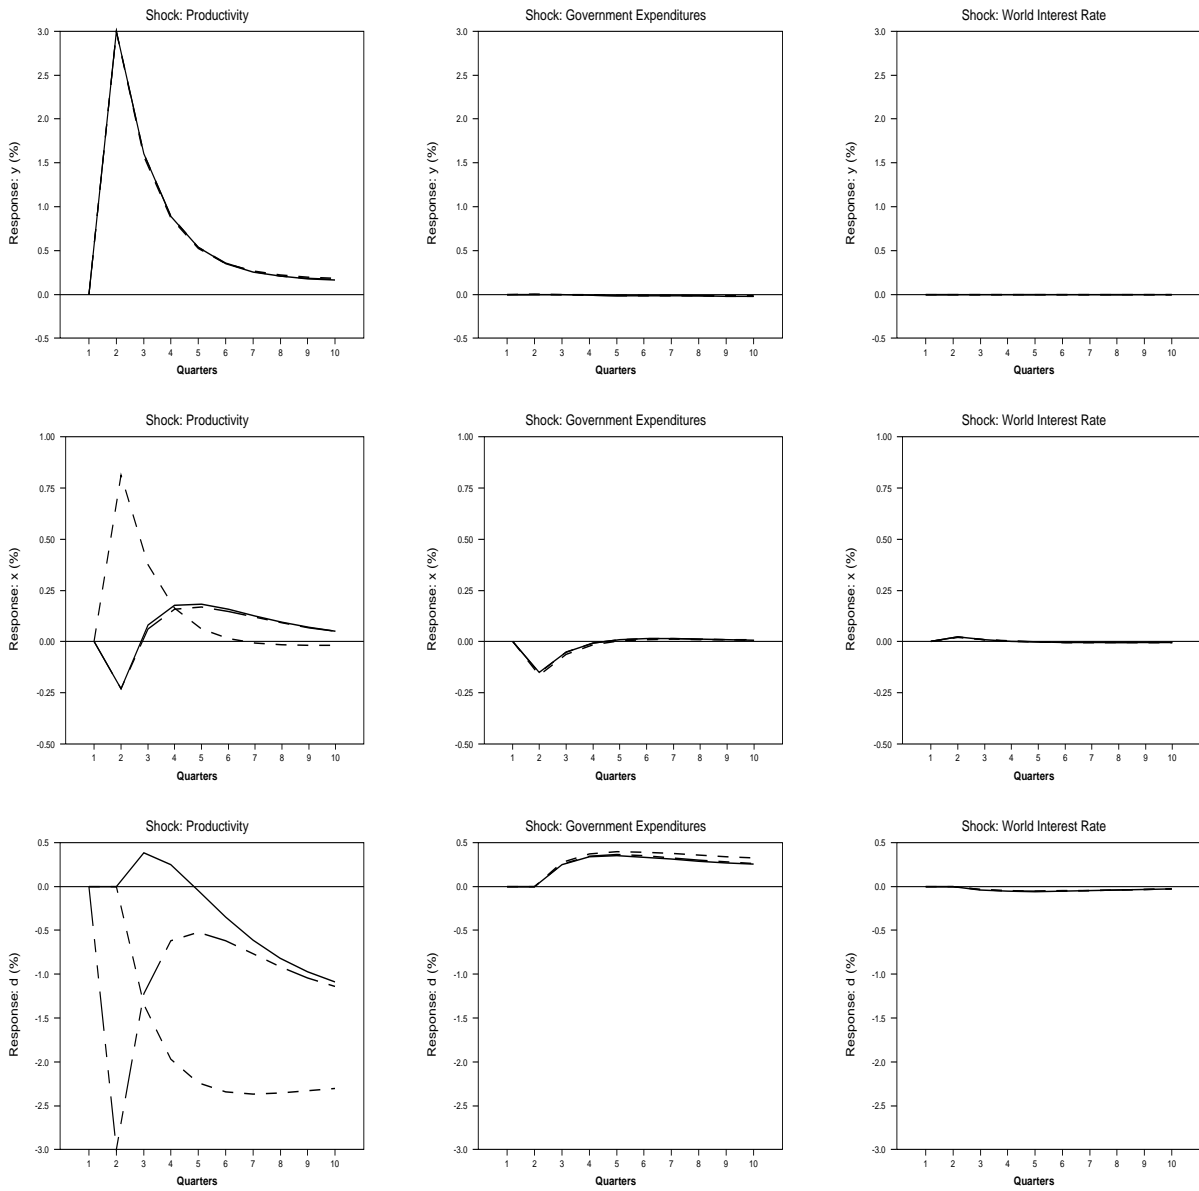 Shock: Productivity
Response: y (%)
3.0
2.5
2.0
1.5
1.0
0.5
0.0
-0.5
1 2 3 4 5 6 7 8 9 10
Quarters
Shock: Government Expenditures
Response: y (%)
3.0
2.5
2.0
1.5
1.0
0.5
0.0
-0.5
1 2 3 4 5 6 7 8 9 10
Quarters
Shock: World Interest Rate
Response: y (%)
3.0
2.5
2.0
1.5
1.0
0.5
0.0
-0.5
1 2 3 4 5 6 7 8 9 10
Quarters
Shock: Productivity
Response: x (%)
1.00
0.75
0.50
0.25
0.00
-0.25
-0.50
1 2 3 4 5 6 7 8 9 10
Quarters
Shock: Government Expenditures
Response: x (%)
1.00
0.75
0.50
0.25
0.00
-0.25
-0.50
1 2 3 4 5 6 7 8 9 10
Quarters
Shock: World Interest Rate
Response: x (%)
1.00
0.75
0.50
0.25
0.00
-0.25
-0.50
1 2 3 4 5 6 7 8 9 10
Quarters
Shock: Productivity
Response: d (%)
0.5
0.0
-0.5
-1.0
-1.5
-2.0
-2.5
-3.0
1 2 3 4 5 6 7 8 9 10
Quarters
Shock: Government Expenditures
Response: d (%)
0.5
0.0
-0.5
-1.0
-1.5
-2.0
-2.5
-3.0
1 2 3 4 5 6 7 8 9 10
Quarters
Shock: World Interest Rate
Response: d (%)
0.5
0.0
-0.5
-1.0
-1.5
-2.0
-2.5
-3.0
1 2 3 4 5 6 7 8 9 10
Quarters